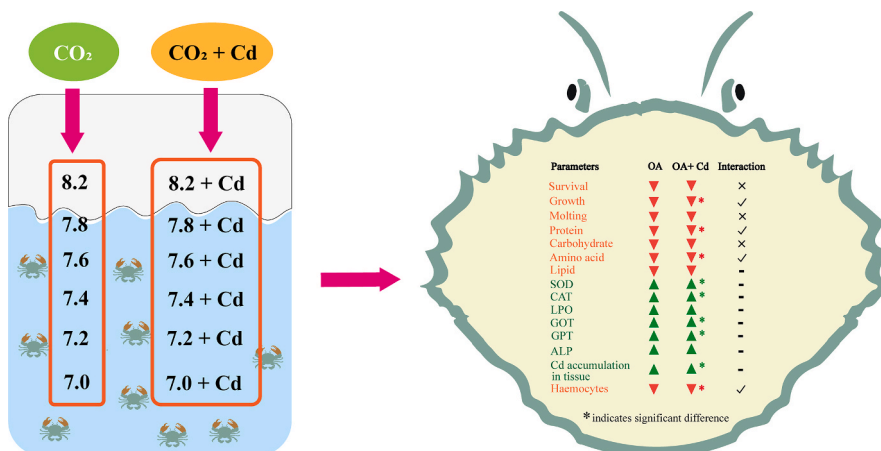 CO₂
CO₂ + Cd
8.2
8.2 + Cd
7.8
7.8 + Cd
7.6
7.6 + Cd
7.4
7.4 + Cd
7.2
7.2 + Cd
7.0
7.0 + Cd
Parameters OA OA+ Cd Interaction
Survival ▼ ▼ ×
Growth ▼ ▼* ✓
Molting ▼ ▼ ×
Protein ▼ ▼* ✓
Carbohydrate ▼ ▼ ×
Amino acid ▼ ▼* ✓
Lipid ▼ ▼ -
SOD ▲ ▲* -
CAT ▲ ▲* -
LPO ▲ ▲ -
GOT ▲ ▲* -
GPT ▲ ▲* -
ALP ▲ ▲ -
Cd accumulation
in tissue ▲ ▲* -
Haemocytes ▼ ▼* ✓
* indicates significant difference